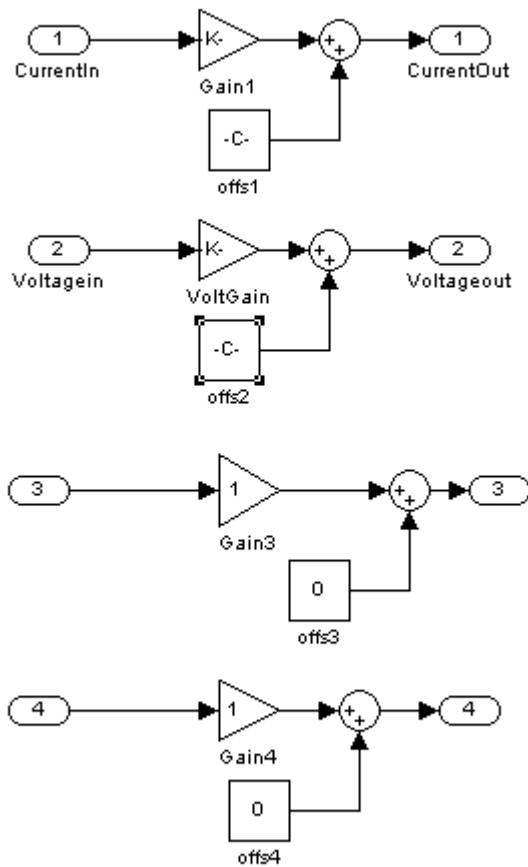 1 K- + + 1
CurrentIn Gain1 CurrentOut
-C-
offs1
2 K- + + 2
Voltagein VoltGain Voltageout
-C-
offs2
3 1 + + 3
Gain3
0
offs3
4 1 + + 4
Gain4
0
offs4